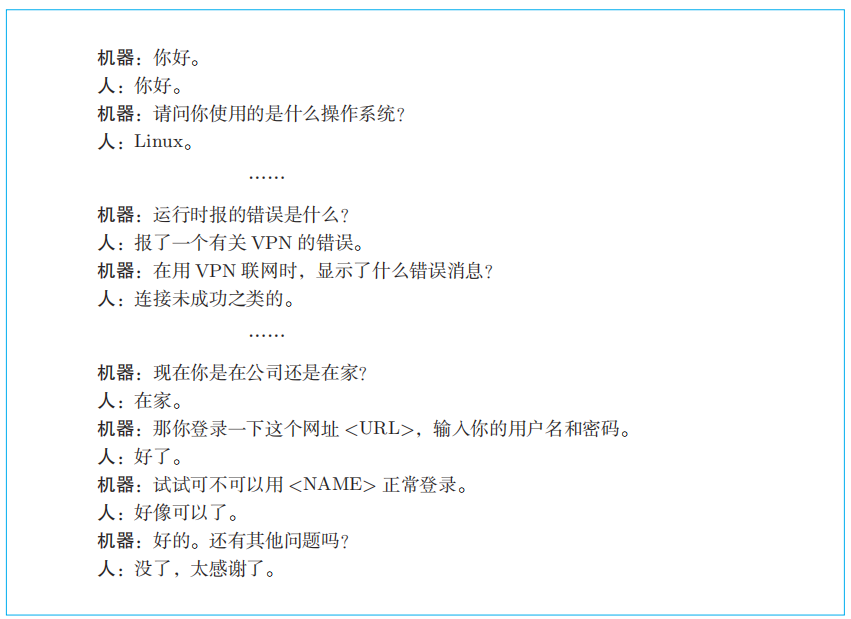 机器：你好。
人：你好。
机器：请问你使用的是什么操作系统？
人：Linux。
……
机器：运行时报的错误是什么？
人：报了一个有关 VPN 的错误。
机器：在用 VPN 联网时，显示了什么错误消息？
人：连接未成功之类的。
……
机器：现在你是在公司还是在家？
人：在家。
机器：那你登录一下这个网址 <URL>，输入你的用户名和密码。
人：好了。
机器：试试可不可以用 <NAME> 正常登录。
人：好像可以了。
机器：好的。还有其他问题吗？
人：没了，太感谢了。